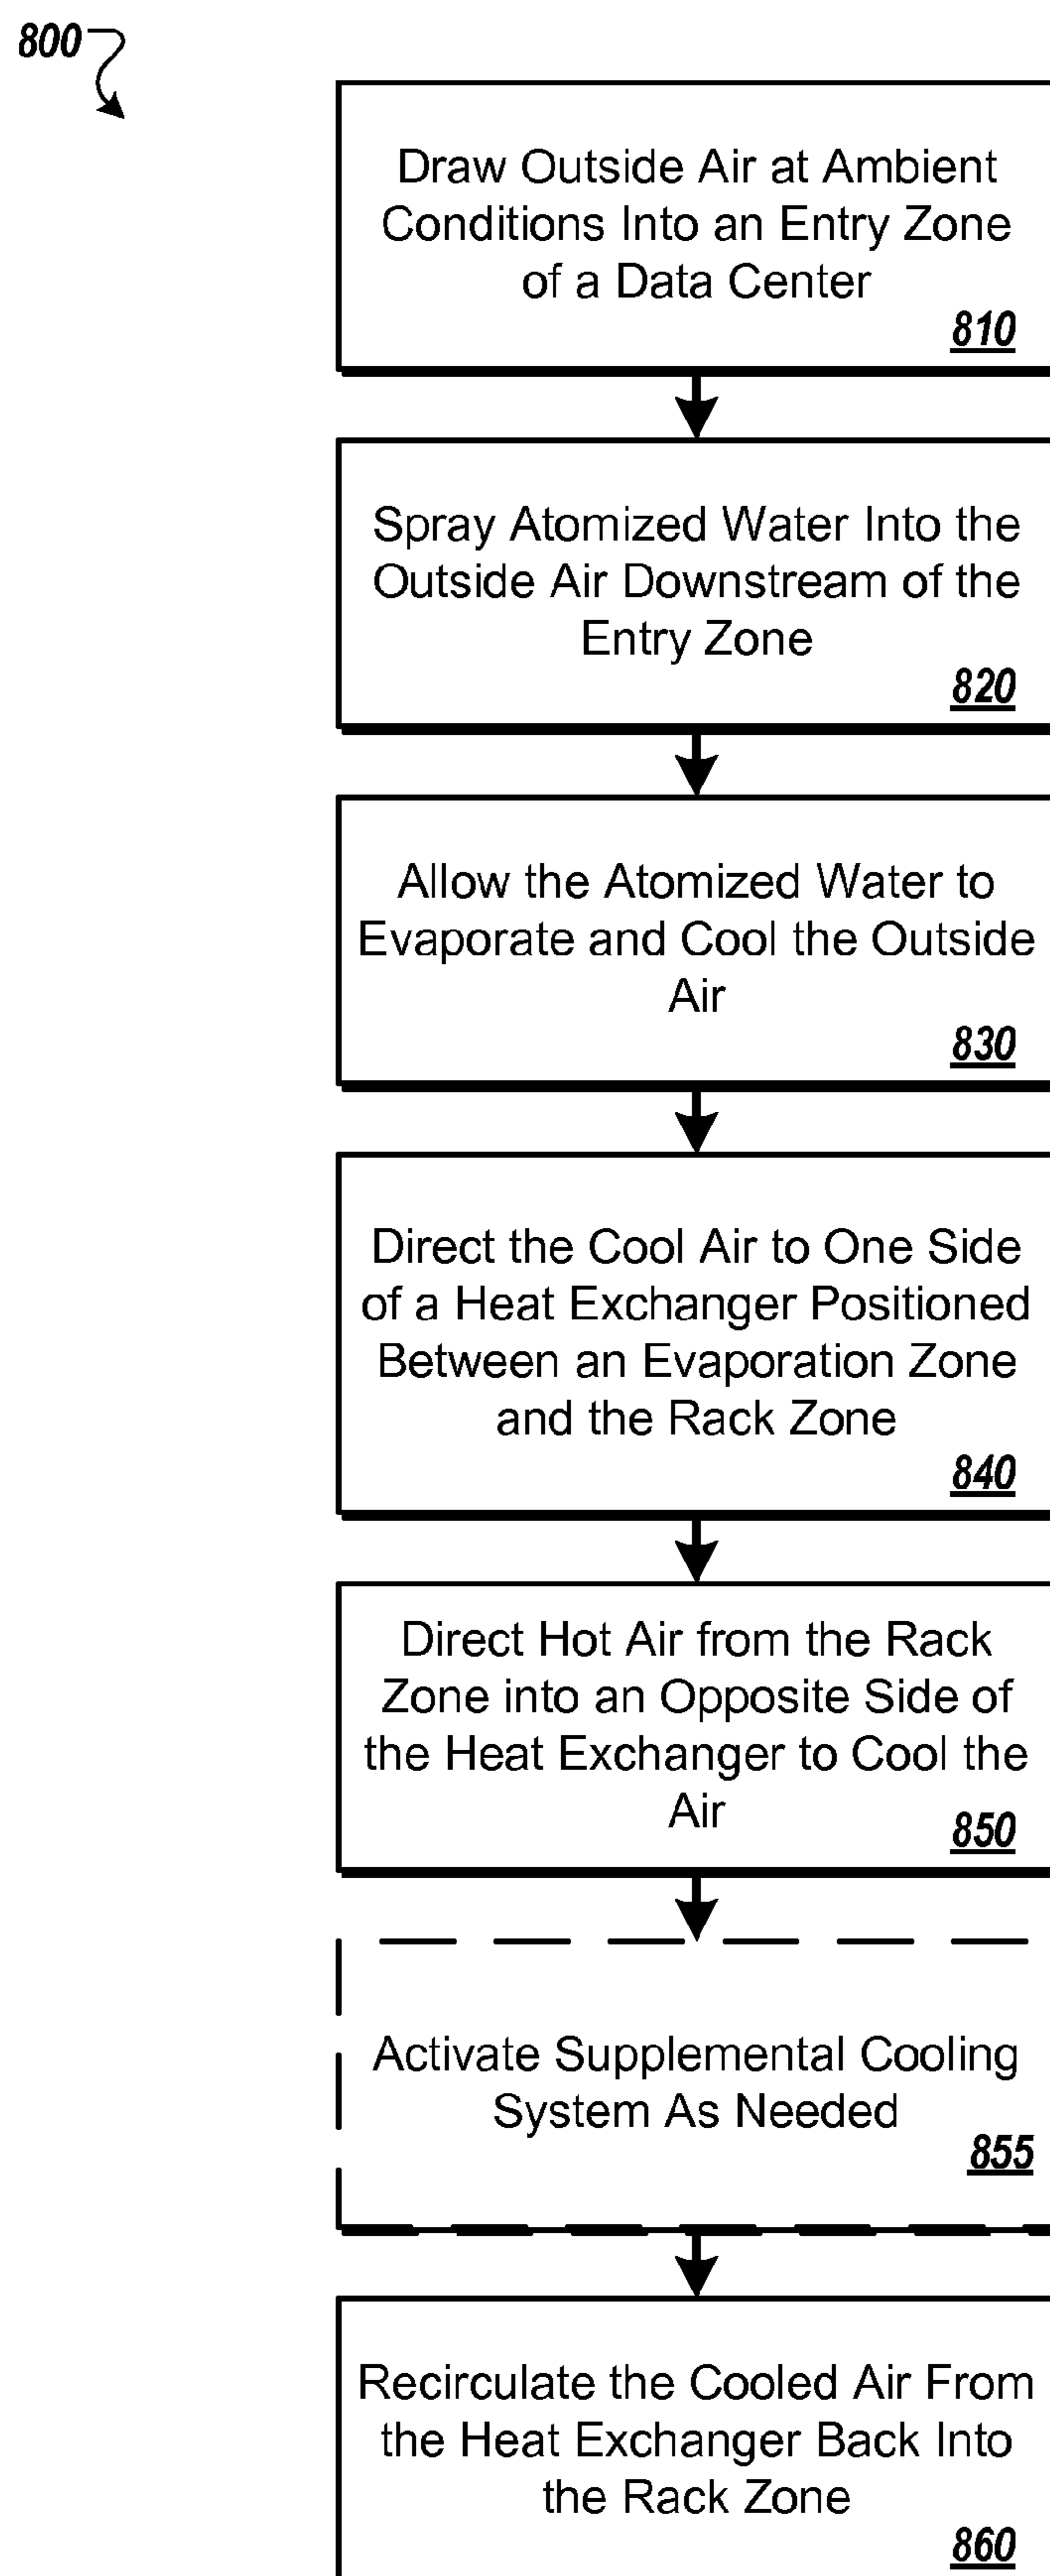 800
Draw Outside Air at Ambient
Conditions Into an Entry Zone
of a Data Center
810
Spray Atomized Water Into the
Outside Air Downstream of the
Entry Zone
820
Allow the Atomized Water to
Evaporate and Cool the Outside
Air
830
Direct the Cool Air to One Side
of a Heat Exchanger Positioned
Between an Evaporation Zone
and the Rack Zone
840
Direct Hot Air from the Rack
Zone into an Opposite Side of
the Heat Exchanger to Cool the
Air
850
Activate Supplemental Cooling
System As Needed
855
Recirculate the Cooled Air From
the Heat Exchanger Back Into
the Rack Zone
860